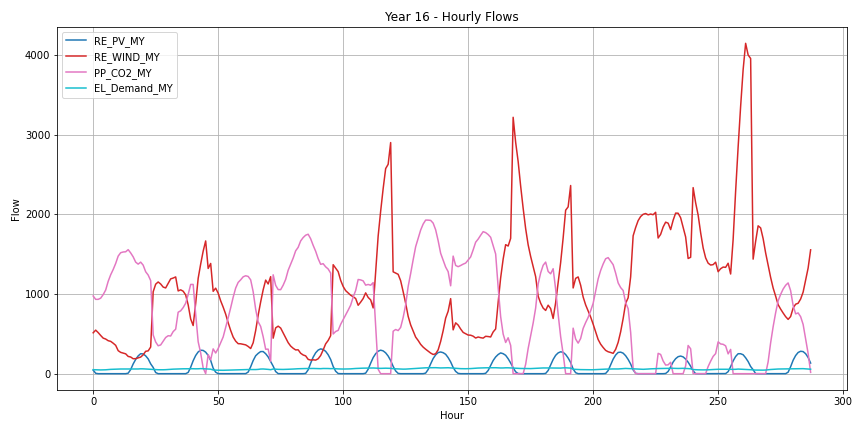 Year 16 - Hourly Flows
RE_PV_MY
RE_WIND_MY
PP_CO2_MY
EL_Demand_MY
Flow
4000
3000
2000
1000
0
0 50 100 150 200 250 300
Hour